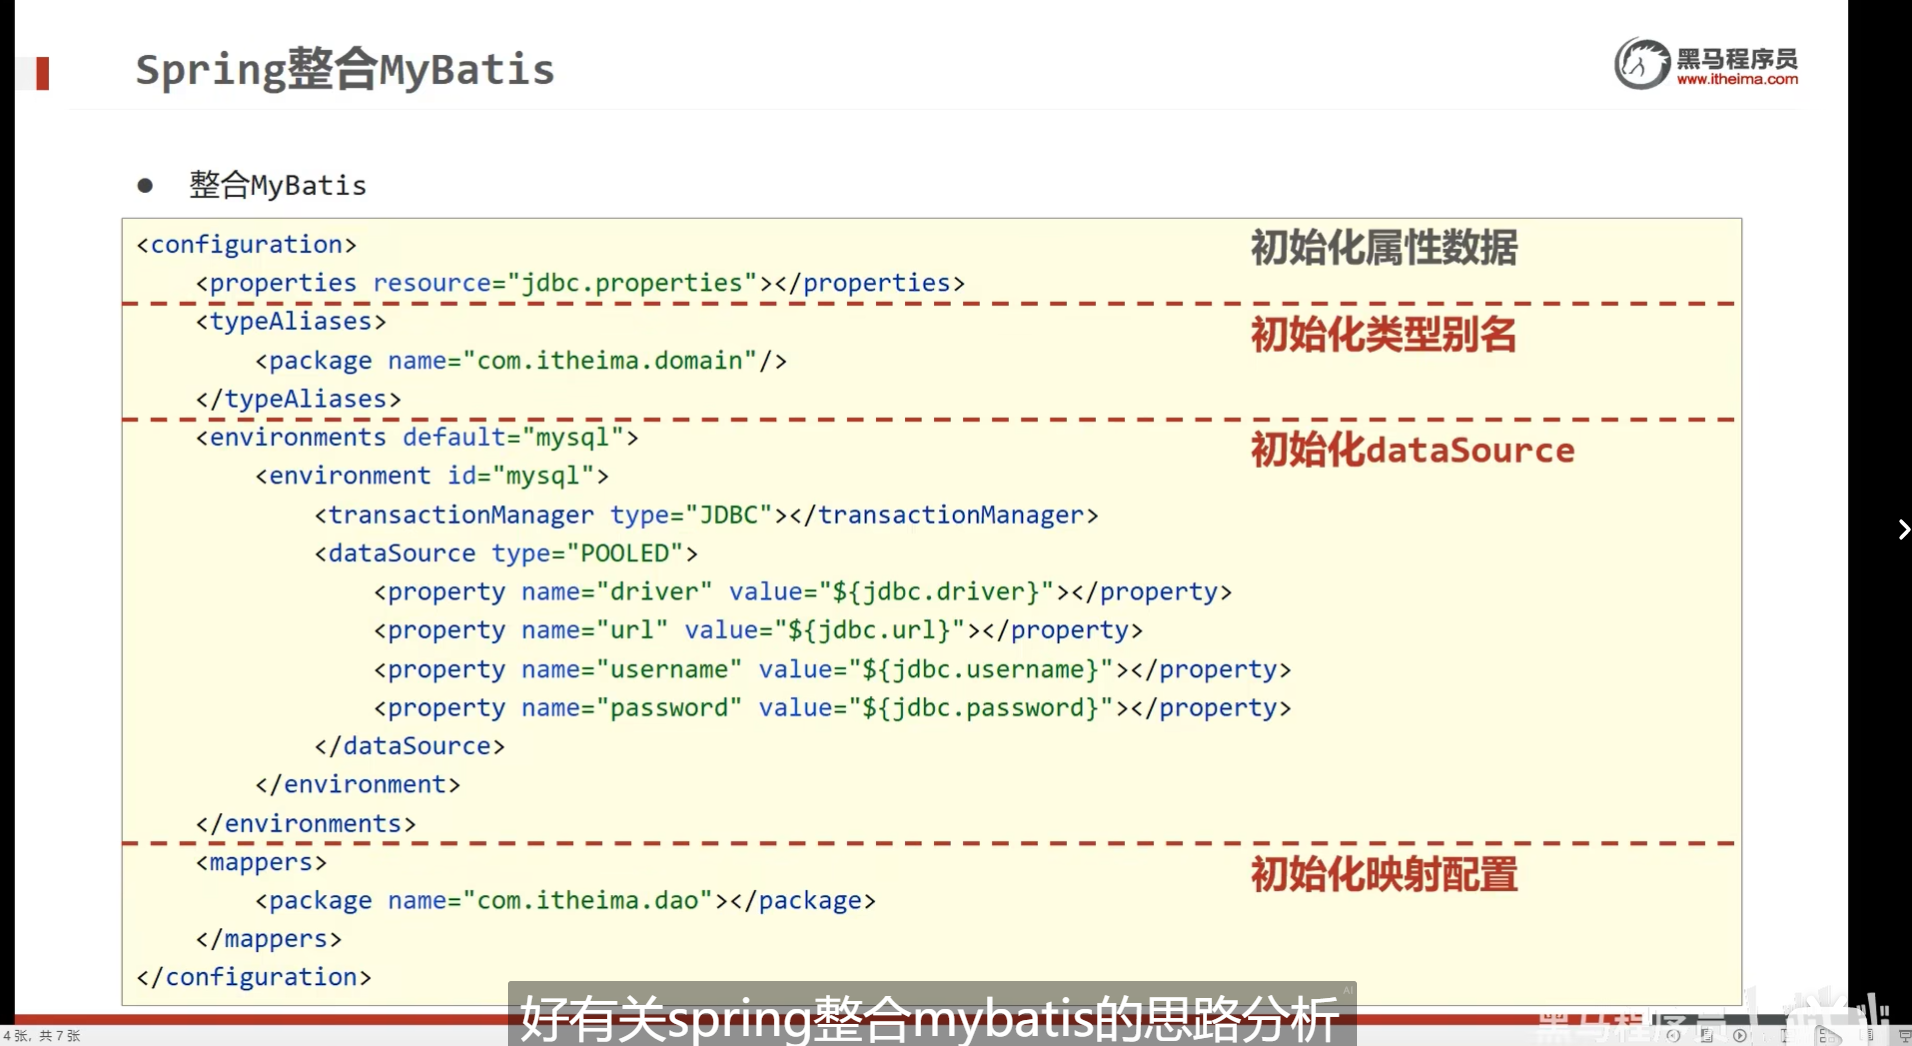 Spring整合MyBatis
黑马程序员
www.itheima.com
● 整合MyBatis
<configuration>
初始化属性数据
<properties resource="jdbc.properties"></properties>
<typeAliases>
初始化类型别名
<package name="com.itheima.domain"/>
</typeAliases>
<environments default="mysql">
初始化dataSource
<environment id="mysql">
<transactionManager type="JDBC"></transactionManager>
<dataSource type="POOLED">
<property name="driver" value="${jdbc.driver}"></property>
<property name="url" value="${jdbc.url}"></property>
<property name="username" value="${jdbc.username}"></property>
<property name="password" value="${jdbc.password}"></property>
</dataSource>
</environment>
</environments>
<mappers>
初始化映射配置
<package name="com.itheima.dao"></package>
</mappers>
</configuration>
AI
好有关spring整合mybatis的思路分析
黑马程序员
4 张，共 7 张